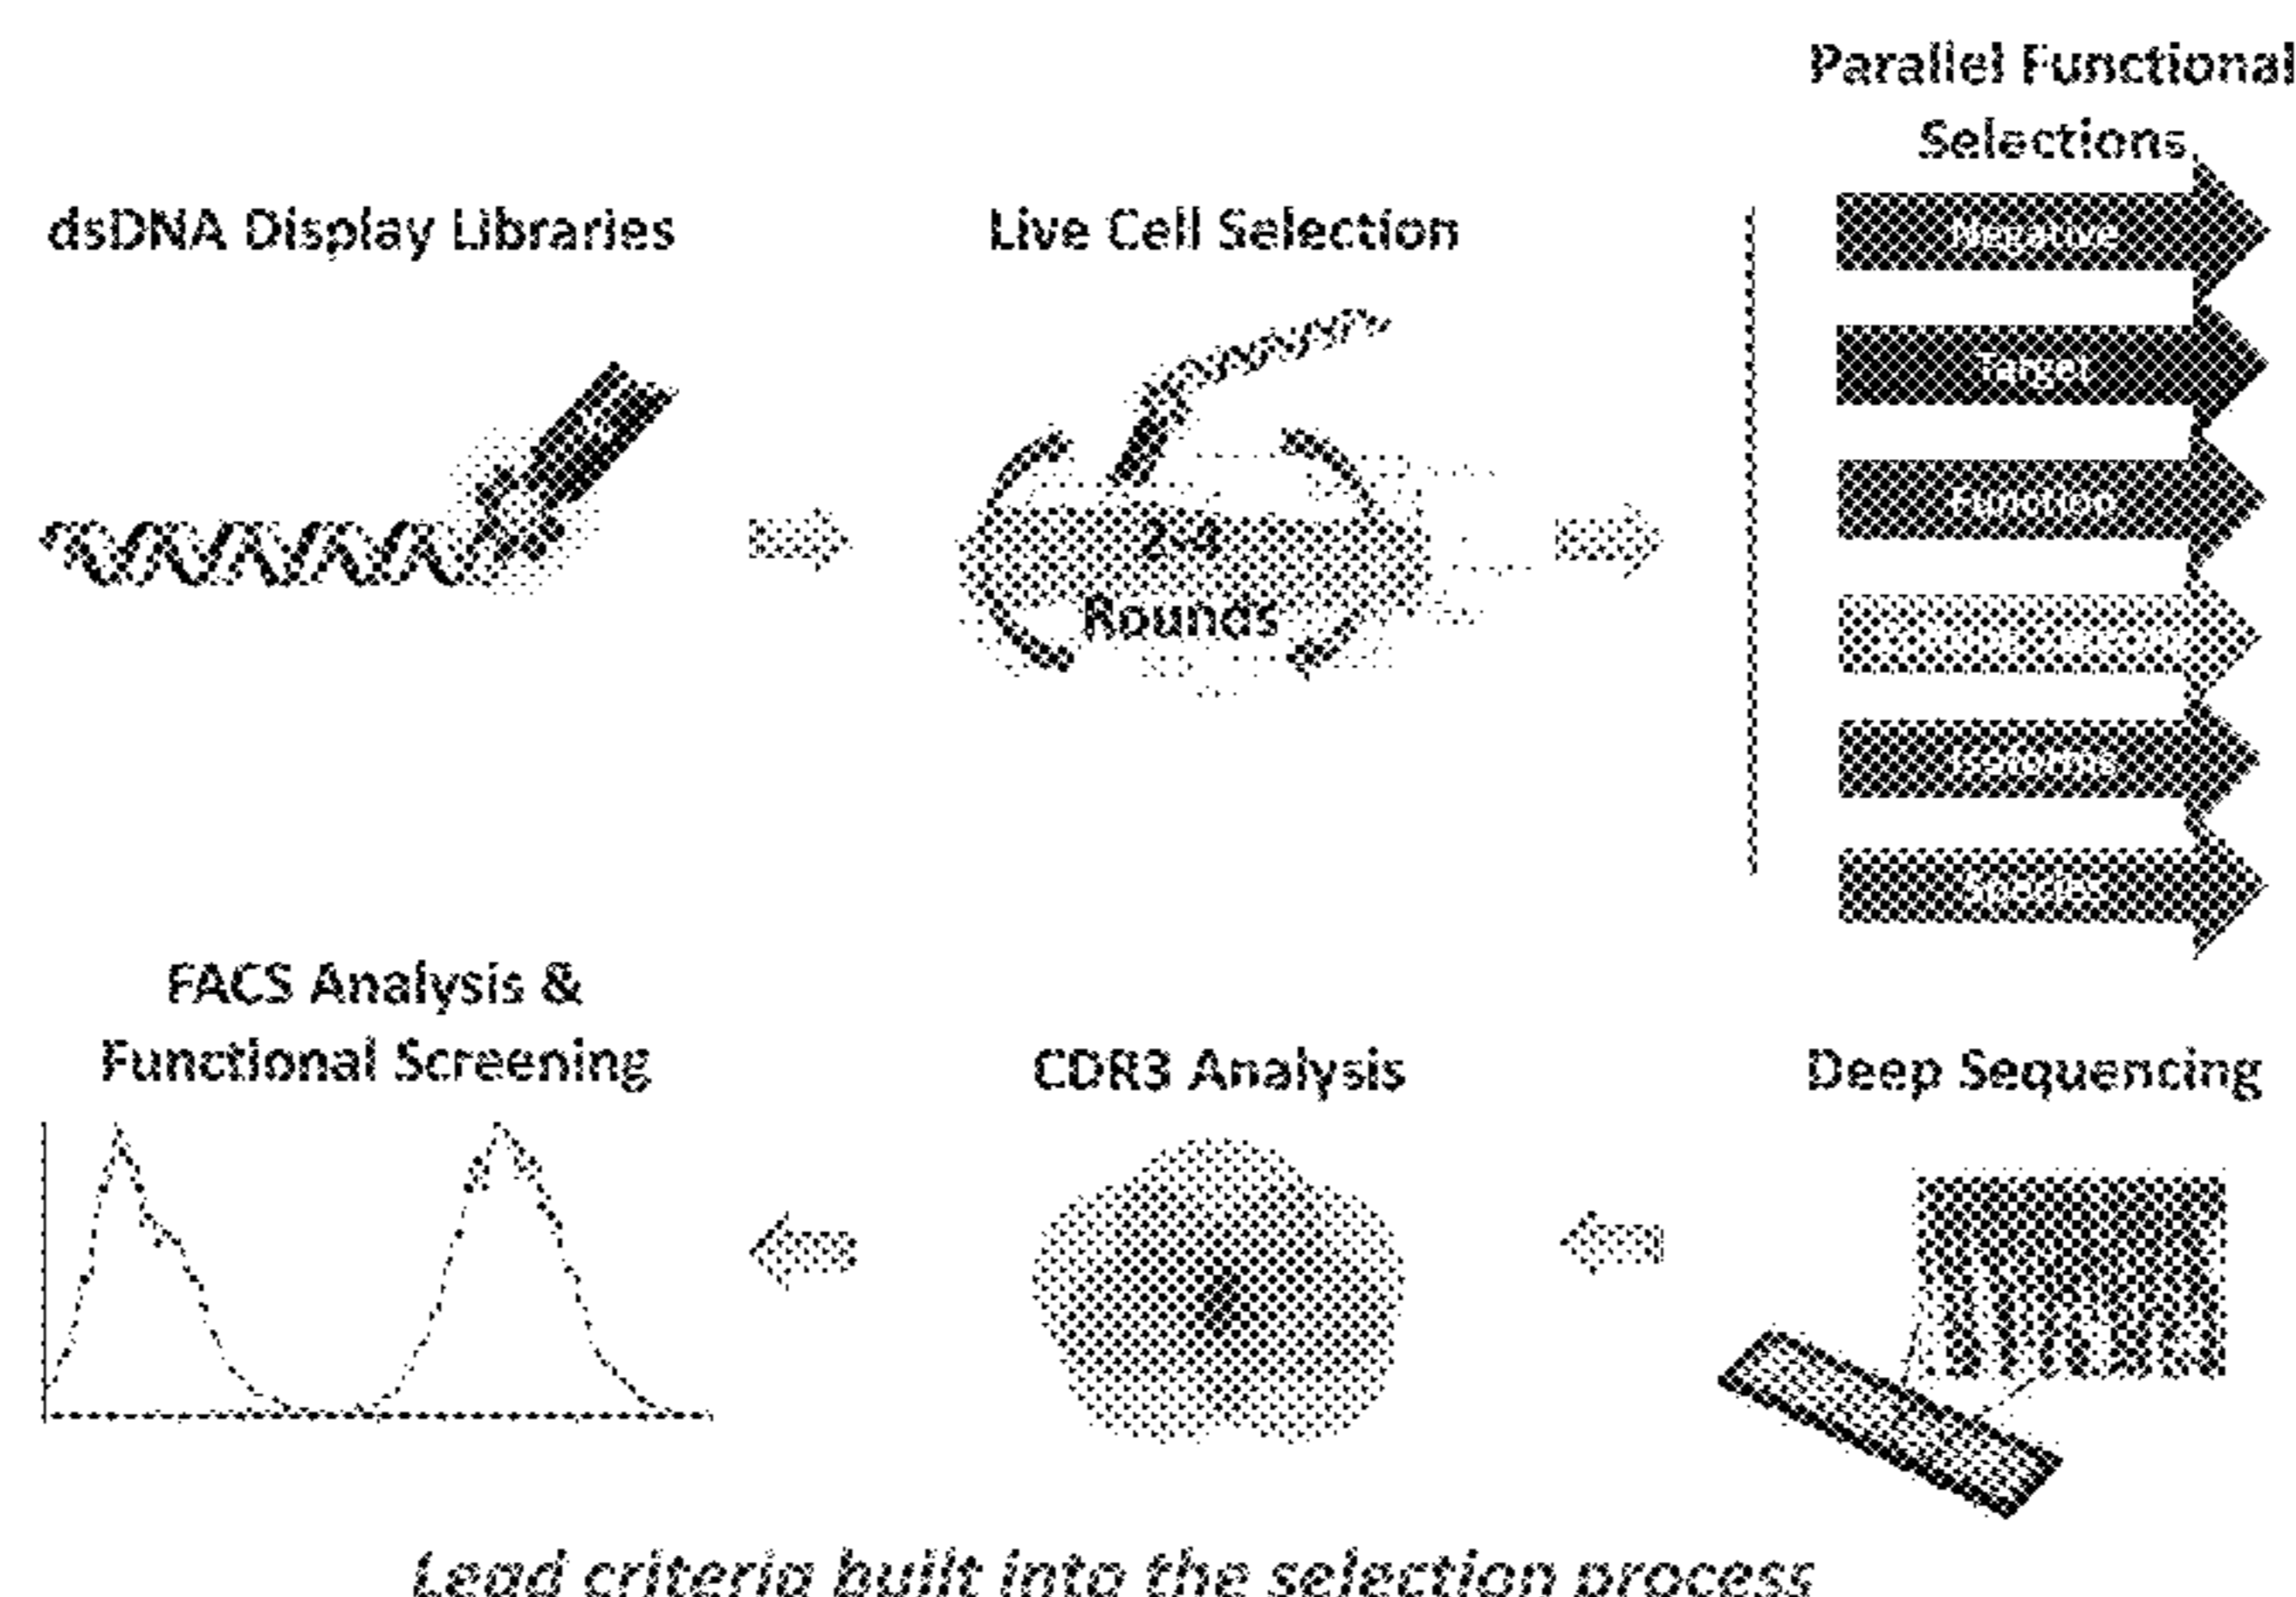 Parallel Functional
Selections
dsDNA Display Libraries
Live Cell Selection
2-4
Rounds
Negative
Target
Function
Isoforms
Species
FACS Analysis &
Functional Screening
CDR3 Analysis
Deep Sequencing
Lead criteria built into the selection process